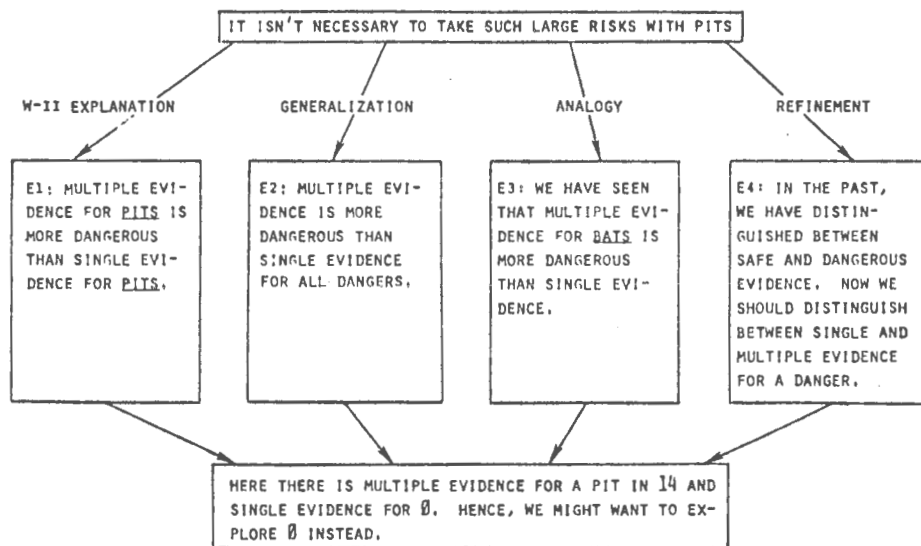 IT ISN'T NECESSARY TO TAKE SUCH LARGE RISKS WITH PITS
W-II EXPLANATION
GENERALIZATION
ANALOGY
REFINEMENT
E1: MULTIPLE EVI-
DENCE FOR PITS IS
MORE DANGEROUS
THAN SINGLE EVI-
DENCE FOR PITS.
E2: MULTIPLE EVI-
DENCE IS MORE
DANGEROUS THAN
SINGLE EVIDENCE
FOR ALL DANGERS.
E3: WE HAVE SEEN
THAT MULTIPLE EVI-
DENCE FOR BATS IS
MORE DANGEROUS
THAN SINGLE EVI-
DENCE.
E4: IN THE PAST,
WE HAVE DISTIN-
GUISHED BETWEEN
SAFE AND DANGEROUS
EVIDENCE. NOW WE
SHOULD DISTINGUISH
BETWEEN SINGLE AND
MULTIPLE EVIDENCE
FOR A DANGER.
HERE THERE IS MULTIPLE EVIDENCE FOR A PIT IN 14 AND
SINGLE EVIDENCE FOR 0. HENCE, WE MIGHT WANT TO EX-
PLORE 0 INSTEAD.